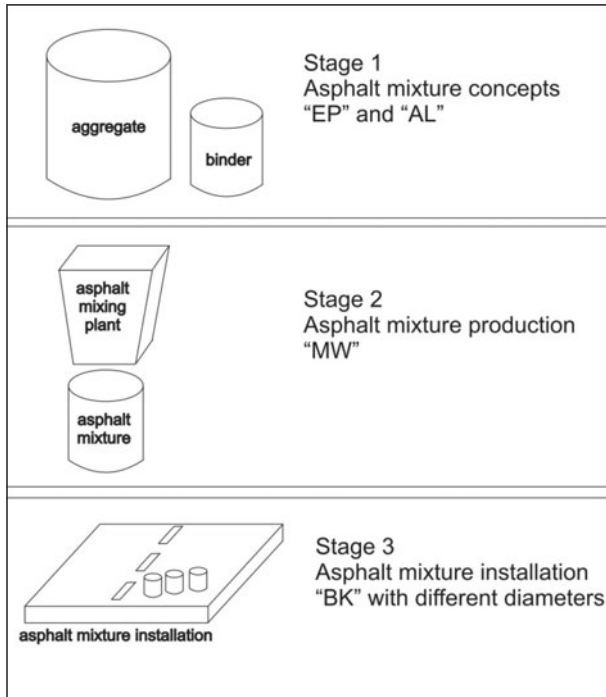 aggregate
binder
Stage 1
Asphalt mixture concepts
“EP” and “AL”
asphalt
mixing
plant
asphalt
mixture
Stage 2
Asphalt mixture production
“MW”
asphalt mixture installation
Stage 3
Asphalt mixture installation
“BK” with different diameters